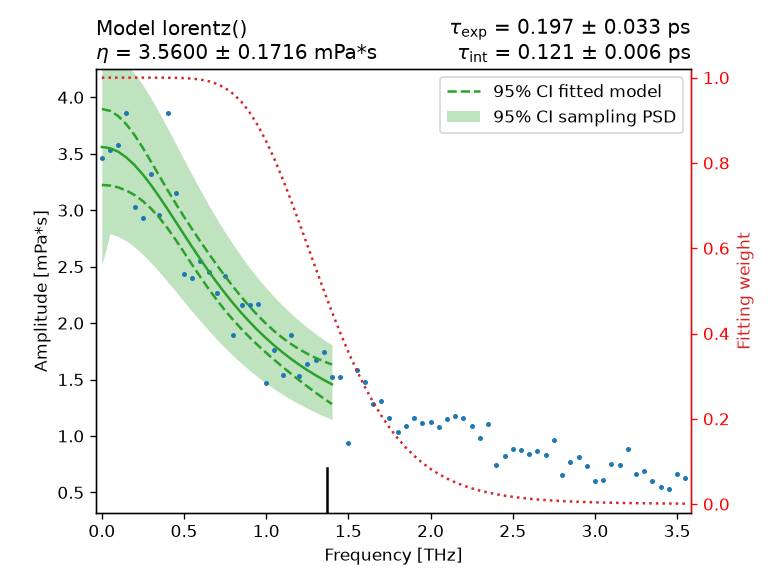 Model lorentz()
η = 3.5600 ± 0.1716 mPa*s
τexp = 0.197 ± 0.033 ps
τint = 0.121 ± 0.006 ps
95% CI fitted model
95% CI sampling PSD
Amplitude [mPa*s]
4.0
3.5
3.0
2.5
2.0
1.5
1.0
0.5
1.0
0.8
0.6
0.4
0.2
0.0
Fitting weight
0.0 0.5 1.0 1.5 2.0 2.5 3.0 3.5
Frequency [THz]